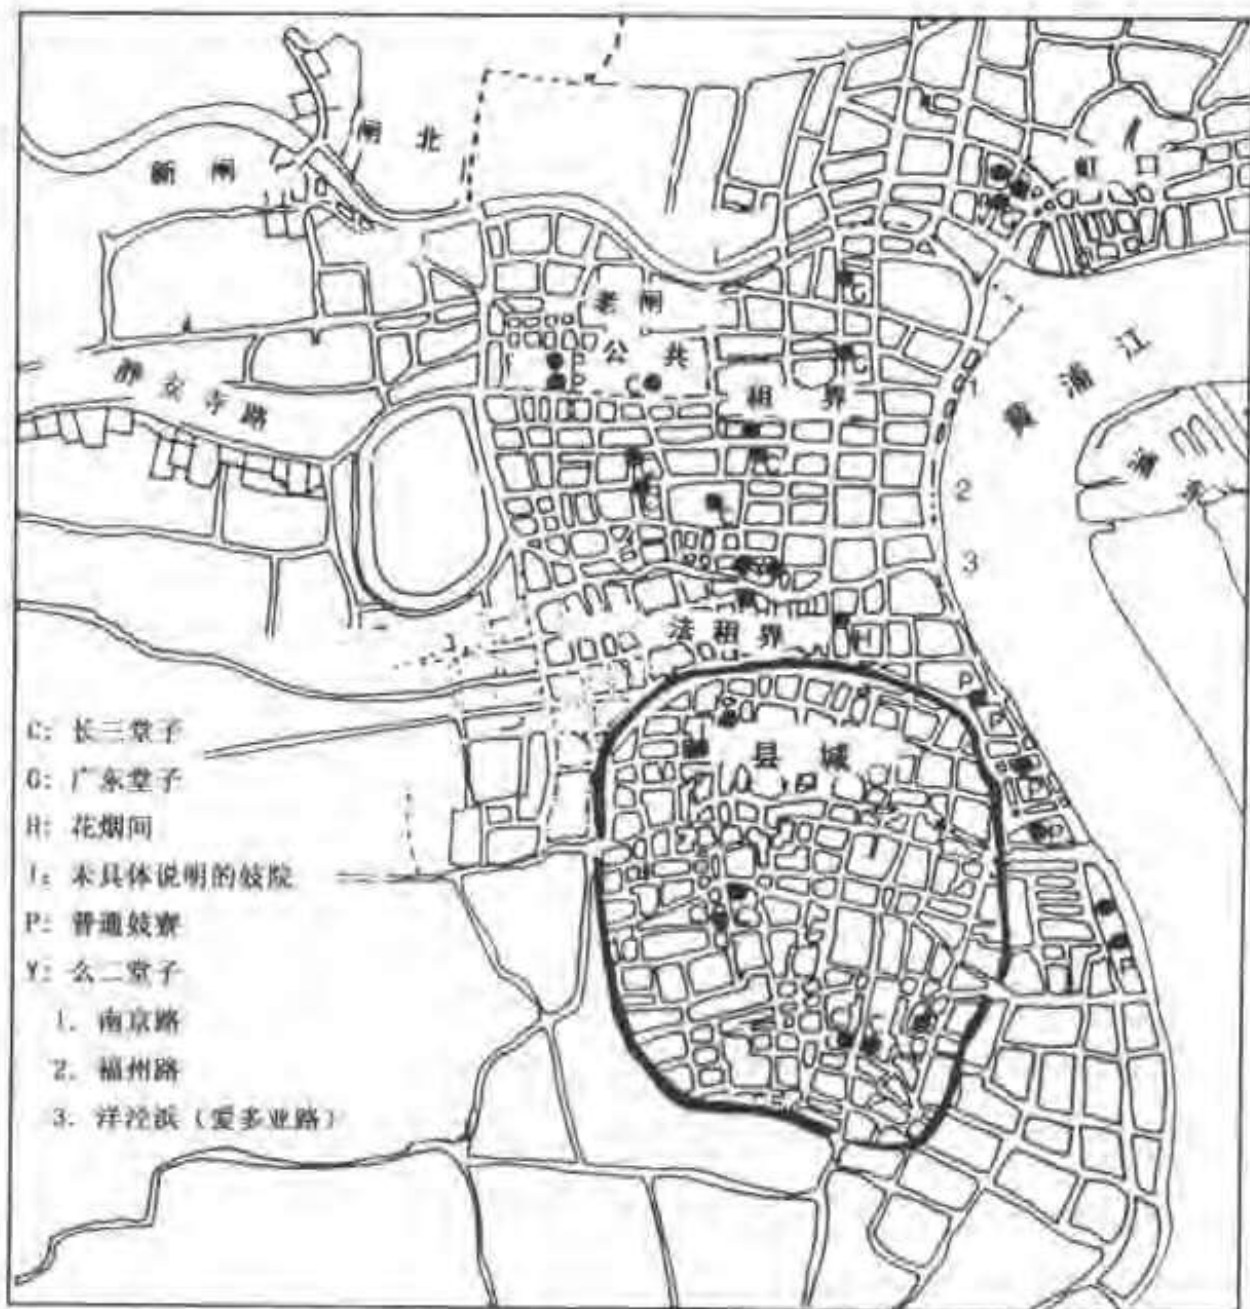 闸 北
新 闸
虹
老 闸
公 共
租 界
静 安 寺 路
黄 浦 江
1
2
3
法 租 界
县 城
C: 长三堂子
G: 广东堂子
H: 花烟间
J: 未具体说明的妓院
P: 普通妓寮
Y: 幺二堂子
1. 南京路
2. 福州路
3. 洋泾浜（爱多亚路）